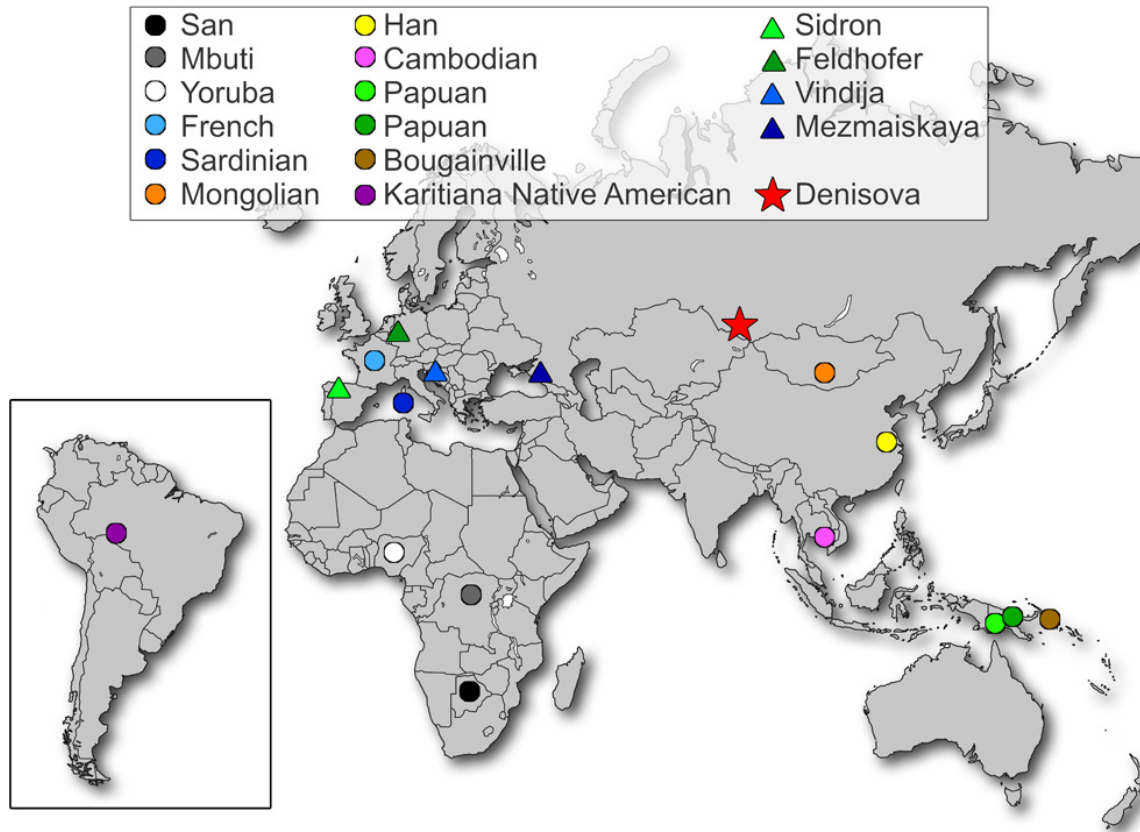 San
Mbuti
Yoruba
French
Sardinian
Mongolian
Han
Cambodian
Papuan
Papuan
Bougainville
Karitiana Native American
Sidron
Feldhofer
Vindija
Mezmaiskaya
Denisova